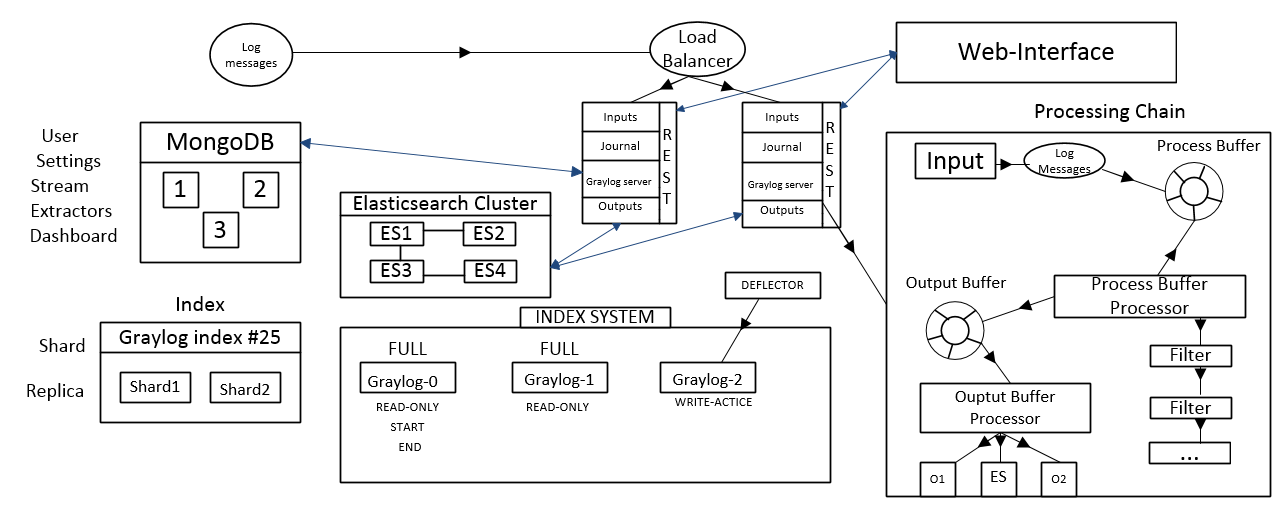 Log
messages
Load
Balancer
Web-Interface
User
Settings
Stream
Extractors
Dashboard
MongoDB
1
2
3
Elasticsearch Cluster
ES1
ES2
ES3
ES4
Inputs
Journal
Graylog server
Outputs
REST
Inputs
Journal
Graylog server
Outputs
REST
Index
Graylog index #25
Shard
Replica
Shard1
Shard2
DEFLECTOR
INDEX SYSTEM
FULL
Graylog-0
READ-ONLY
START
END
FULL
Graylog-1
READ-ONLY
Graylog-2
WRITE-ACTICE
Processing Chain
Input
Log
Messages
Process Buffer
Process Buffer
Processor
Output Buffer
Filter
Filter
...
Ouptut Buffer
Processor
O1
ES
O2